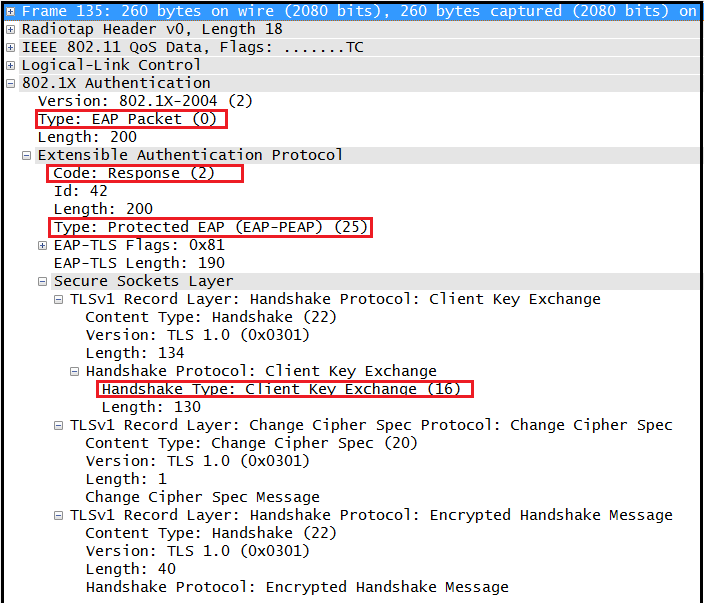 Frame 135: 260 bytes on wire (2080 bits), 260 bytes captured (2080 bits) on
Radiotap Header v0, Length 18
IEEE 802.11 QoS Data, Flags: .......TC
Logical-Link Control
802.1X Authentication
Version: 802.1X-2004 (2)
Type: EAP Packet (0)
Length: 200
Extensible Authentication Protocol
Code: Response (2)
Id: 42
Length: 200
Type: Protected EAP (EAP-PEAP) (25)
EAP-TLS Flags: 0x81
EAP-TLS Length: 190
Secure Sockets Layer
TLSv1 Record Layer: Handshake Protocol: Client Key Exchange
Content Type: Handshake (22)
Version: TLS 1.0 (0x0301)
Length: 134
Handshake Protocol: Client Key Exchange
Handshake Type: Client Key Exchange (16)
Length: 130
TLSv1 Record Layer: Change Cipher Spec Protocol: Change Cipher Spec
Content Type: Change Cipher Spec (20)
Version: TLS 1.0 (0x0301)
Length: 1
Change Cipher Spec Message
TLSv1 Record Layer: Handshake Protocol: Encrypted Handshake Message
Content Type: Handshake (22)
Version: TLS 1.0 (0x0301)
Length: 40
Handshake Protocol: Encrypted Handshake Message